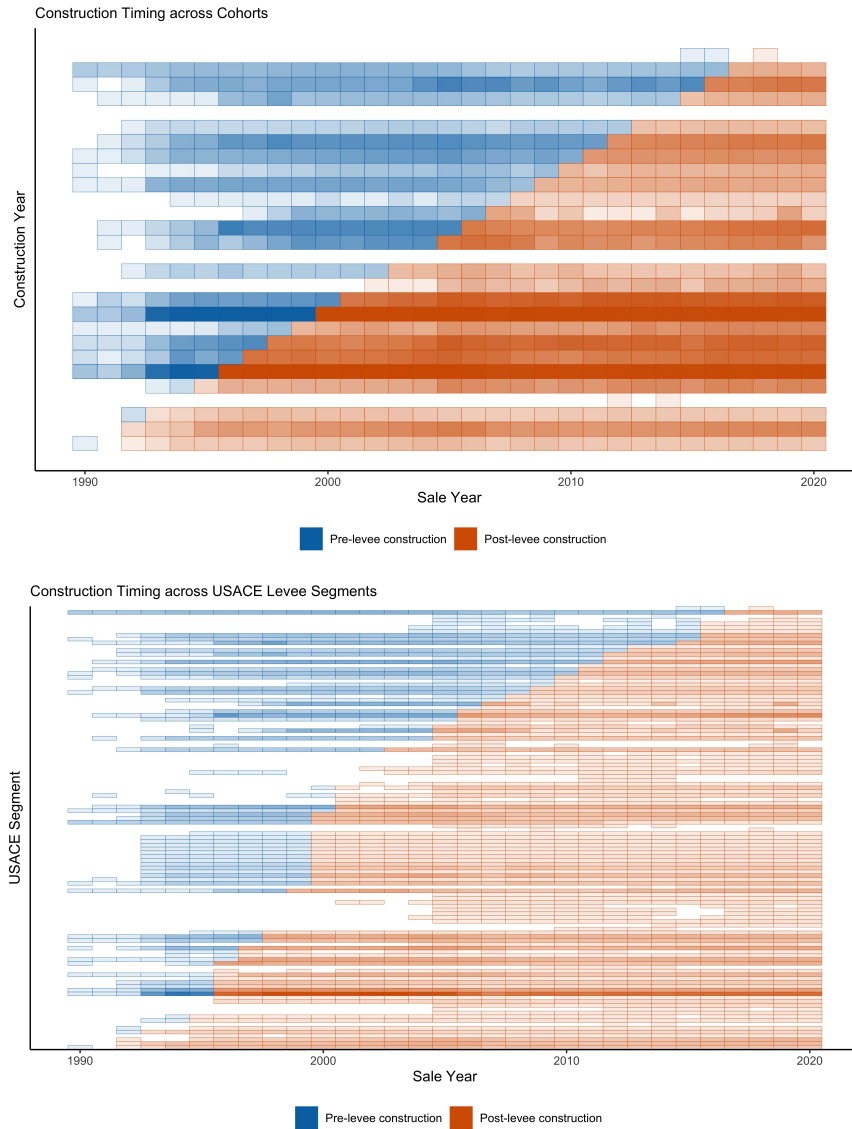 Construction Timing across Cohorts
Construction Year
1990 2000 2010 2020
Sale Year
Pre-levee construction Post-levee construction
Construction Timing across USACE Levee Segments
USACE Segment
1990 2000 2010 2020
Sale Year
Pre-levee construction Post-levee construction